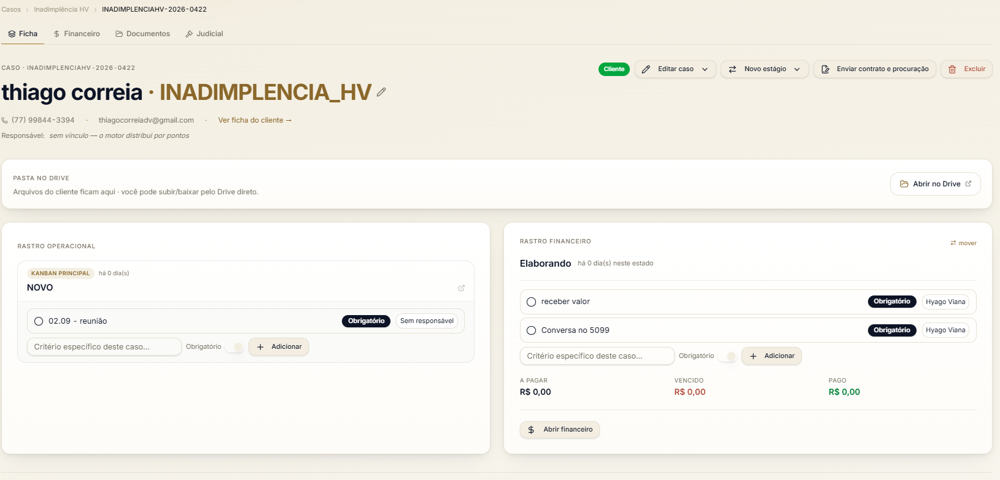 Casos › Inadimplência HV › INADIMPLENCIAHV-2026-0422
Ficha Financeiro Documentos Judicial
CASO · INADIMPLENCIAHV-2026-0422
Cliente Editar caso Novo estágio Enviar contrato e procuração Excluir
thiago correia · INADIMPLENCIA_HV
(77) 99844-3394 · thiagocorreiadv@gmail.com · Ver ficha do cliente →
Responsável: sem vínculo — o motor distribui por pontos
PASTA NO DRIVE
Arquivos do cliente ficam aqui · você pode subir/baixar pelo Drive direto.
Abrir no Drive
RASTRO OPERACIONAL
KANBAN PRINCIPAL há 0 dia(s)
NOVO
02.09 - reunião Obrigatório Sem responsável
Critério específico deste caso... Obrigatório + Adicionar
RASTRO FINANCEIRO
mover
Elaborando há 0 dia(s) neste estado
receber valor Obrigatório Hyago Viana
Conversa no 5099 Obrigatório Hyago Viana
Critério específico deste caso... Obrigatório + Adicionar
A PAGAR VENCIDO PAGO
R$ 0,00 R$ 0,00 R$ 0,00
$ Abrir financeiro